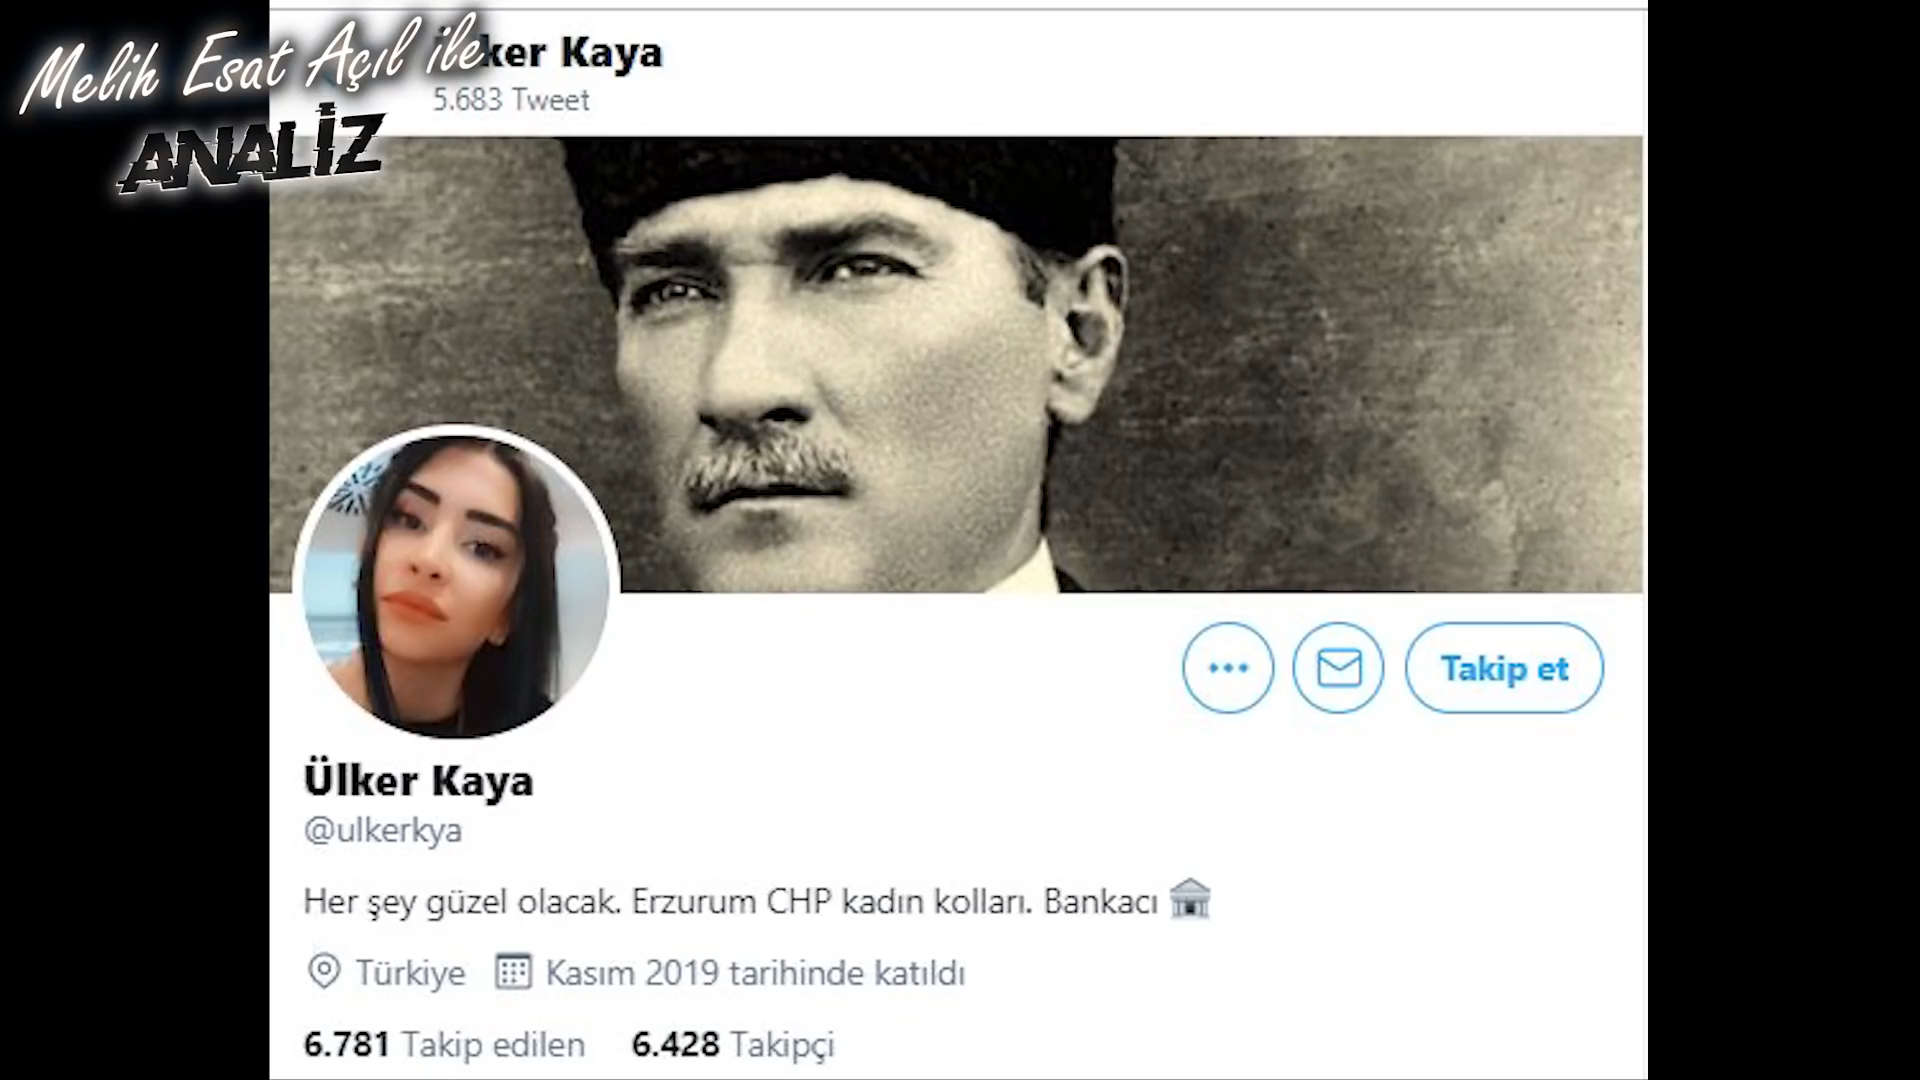 Melih Esat Açıl ile
ANALİZ
ker Kaya
5.683 Tweet
Takip et
Ülker Kaya
@ulkerkya
Her şey güzel olacak. Erzurum CHP kadın kolları. Bankacı
Türkiye Kasım 2019 tarihinde katıldı
6.781 Takip edilen 6.428 Takipçi